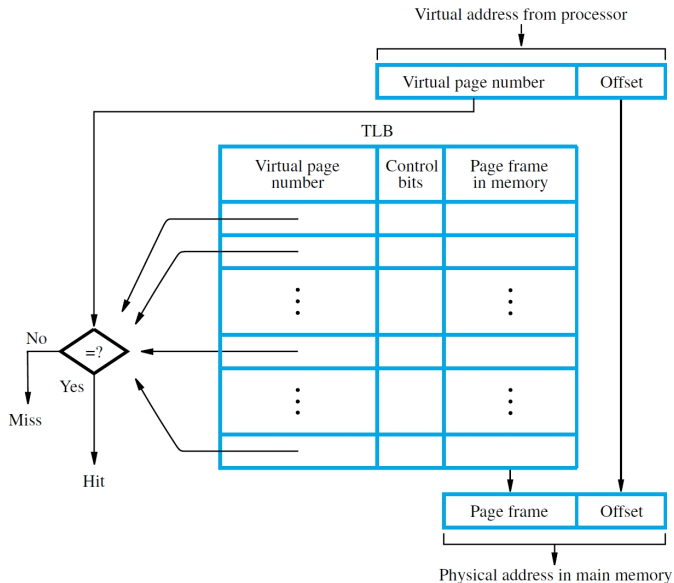 Virtual address from processor
Virtual page number
Offset
TLB
Virtual page
number
Control
bits
Page frame
in memory
No
=?
Yes
Miss
Hit
Page frame
Offset
Physical address in main memory